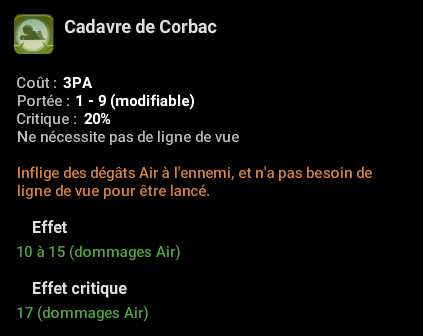 Cadavre de Corbac
Coût : 3PA
Portée : 1 - 9 (modifiable)
Critique : 20%
Ne nécessite pas de ligne de vue
Inflige des dégâts Air à l'ennemi, et n'a pas besoin de
ligne de vue pour être lancé.
Effet
10 à 15 (dommages Air)
Effet critique
17 (dommages Air)